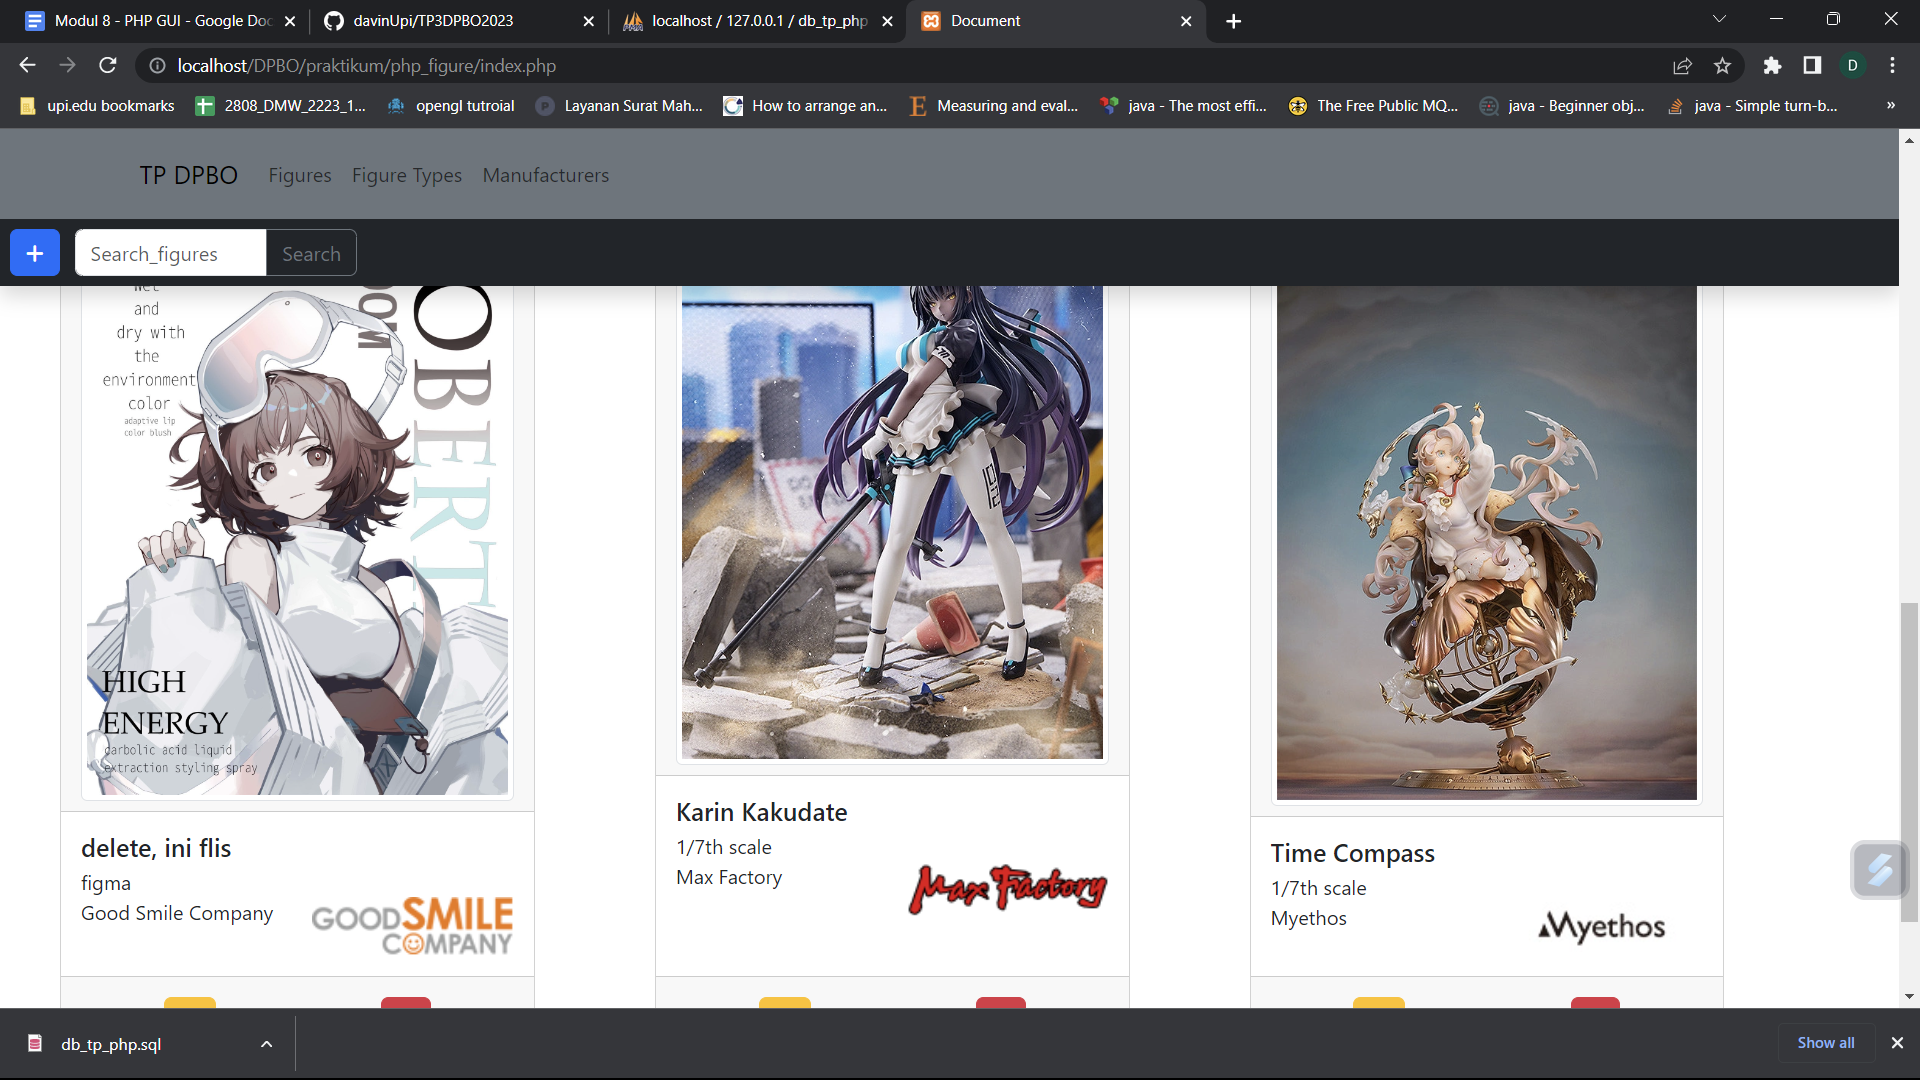 Modul 8 - PHP GUI - Google Doc
davinUpi/TP3DPBO2023
localhost / 127.0.0.1 / db_tp_php
Document
localhost/DPBO/praktikum/php_figure/index.php
D
upi.edu bookmarks
2808_DMW_2223_1...
opengl tutroial
Layanan Surat Mah...
How to arrange an...
Measuring and eval...
java - The most effi...
The Free Public MQ...
java - Beginner obj...
java - Simple turn-b...
»
TP DPBO
Figures
Figure Types
Manufacturers
+
Search_figures
Search
and
dry with
the
environment
color
adaptive lip
color blush
OBERT
HIGH
ENERGY
carbolic acid liquid
extraction styling spray
delete, ini flis
figma
Good Smile Company
GOODSMILE
COMPANY
Karin Kakudate
1/7th scale
Max Factory
Max Factory
Time Compass
1/7th scale
Myethos
Myethos
db_tp_php.sql
Show all